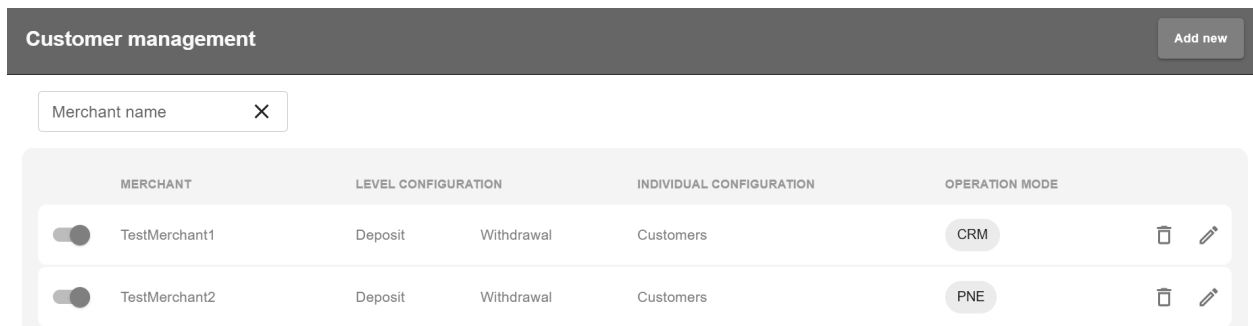 Customer management
Add new
Merchant name
MERCHANT LEVEL CONFIGURATION INDIVIDUAL CONFIGURATION OPERATION MODE
TestMerchant1 Deposit Withdrawal Customers CRM
TestMerchant2 Deposit Withdrawal Customers PNE